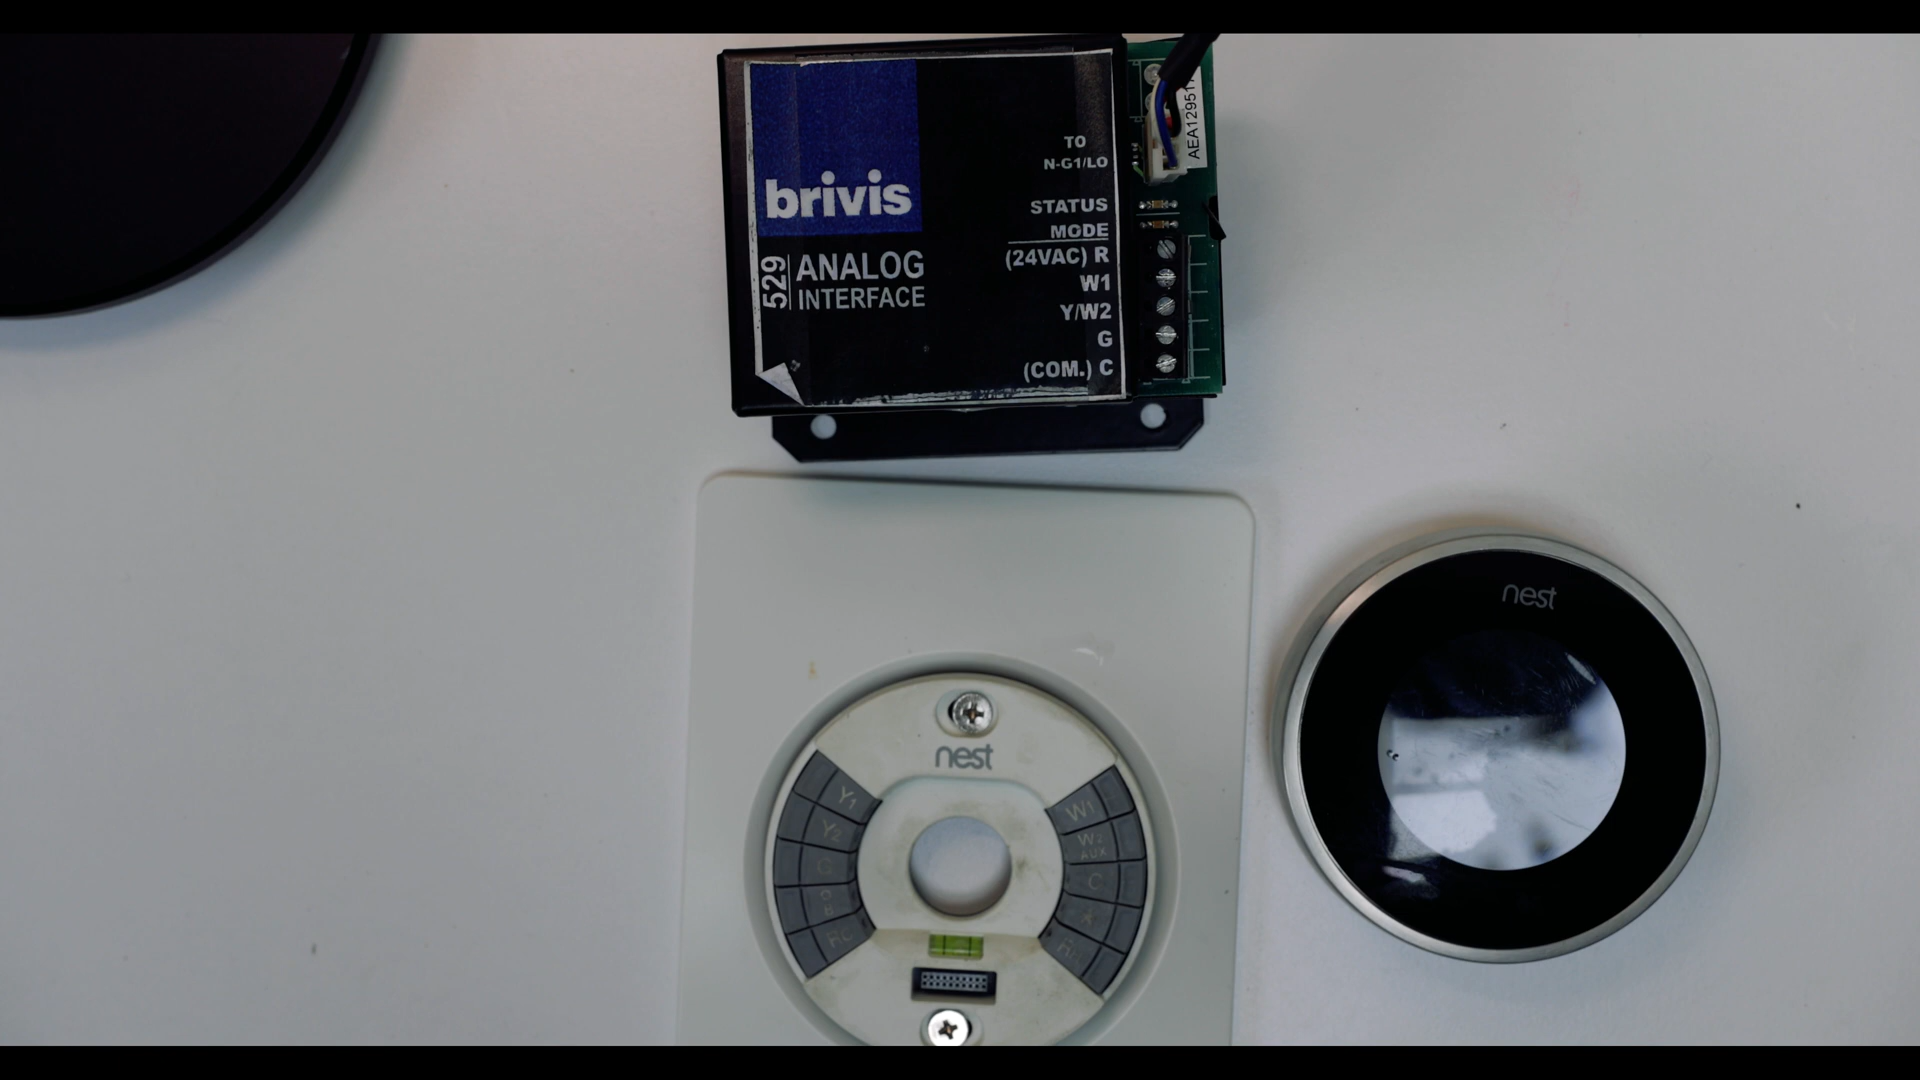 brivis
529
ANALOG
INTERFACE
TO
N-G1/LO
STATUS
MODE
(24VAC) R
W1
Y/W2
G
(COM.) C
AEA12951
nest
Y1
Y2
G
O
B
RC
W1
W2
AUX
C
*
nest